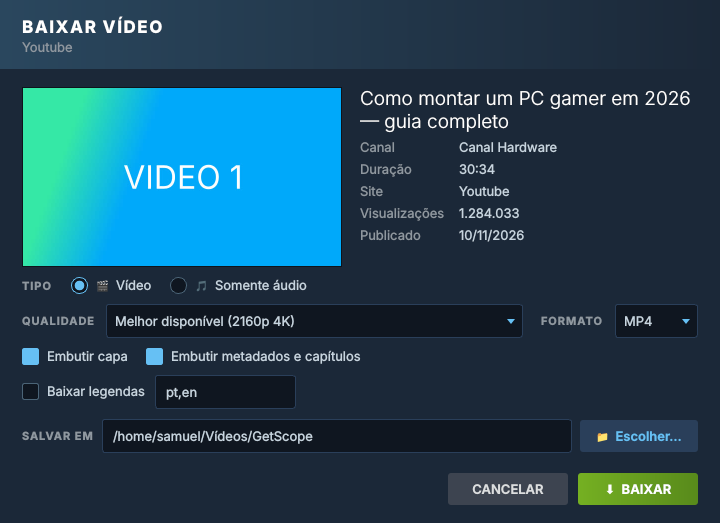 BAIXAR VÍDEO
Youtube
VIDEO 1
Como montar um PC gamer em 2026
— guia completo
Canal Canal Hardware
Duração 30:34
Site Youtube
Visualizações 1.284.033
Publicado 10/11/2026
TIPO Vídeo Somente áudio
QUALIDADE Melhor disponível (2160p 4K) FORMATO MP4
Embutir capa Embutir metadados e capítulos
Baixar legendas pt,en
SALVAR EM /home/samuel/Vídeos/GetScope Escolher...
CANCELAR BAIXAR